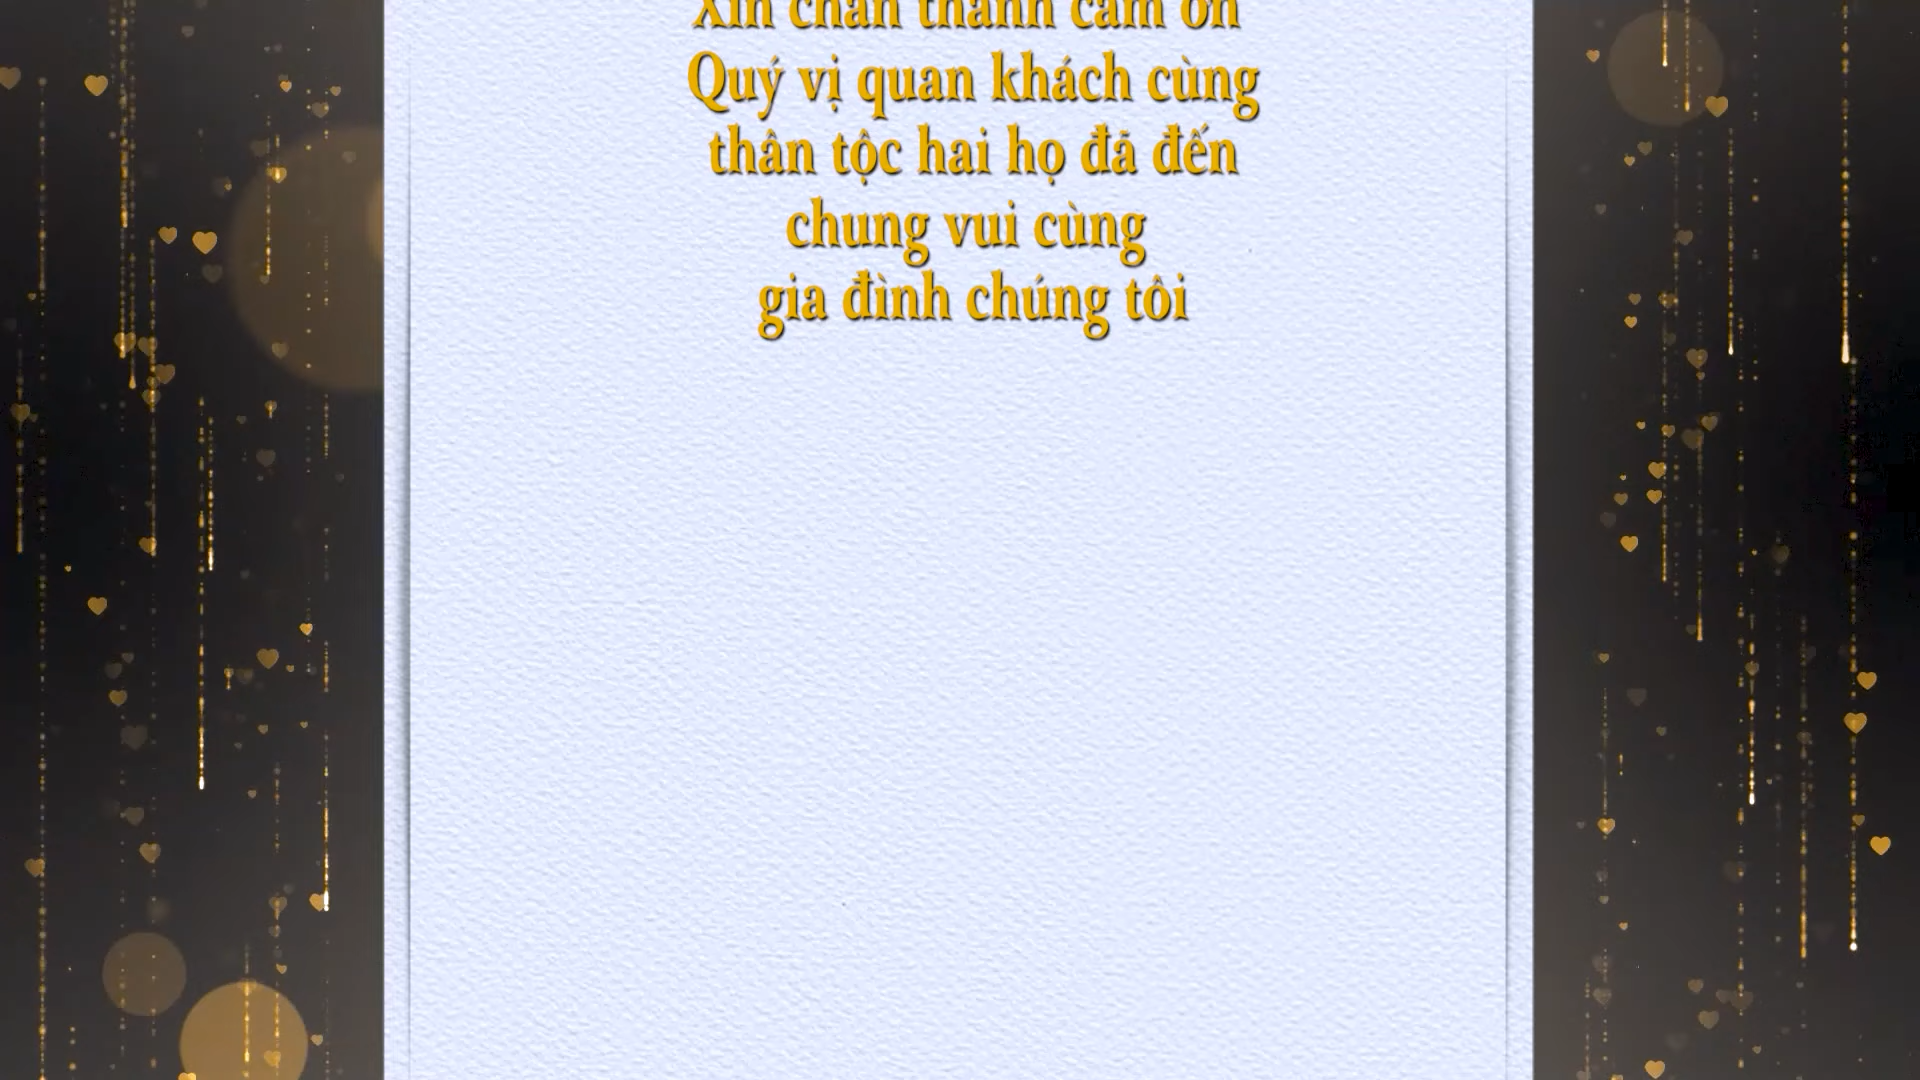 Xin chân thành cảm ơn
Quý vị quan khách cùng
thân tộc hai họ đã đến
chung vui cùng
gia đình chúng tôi